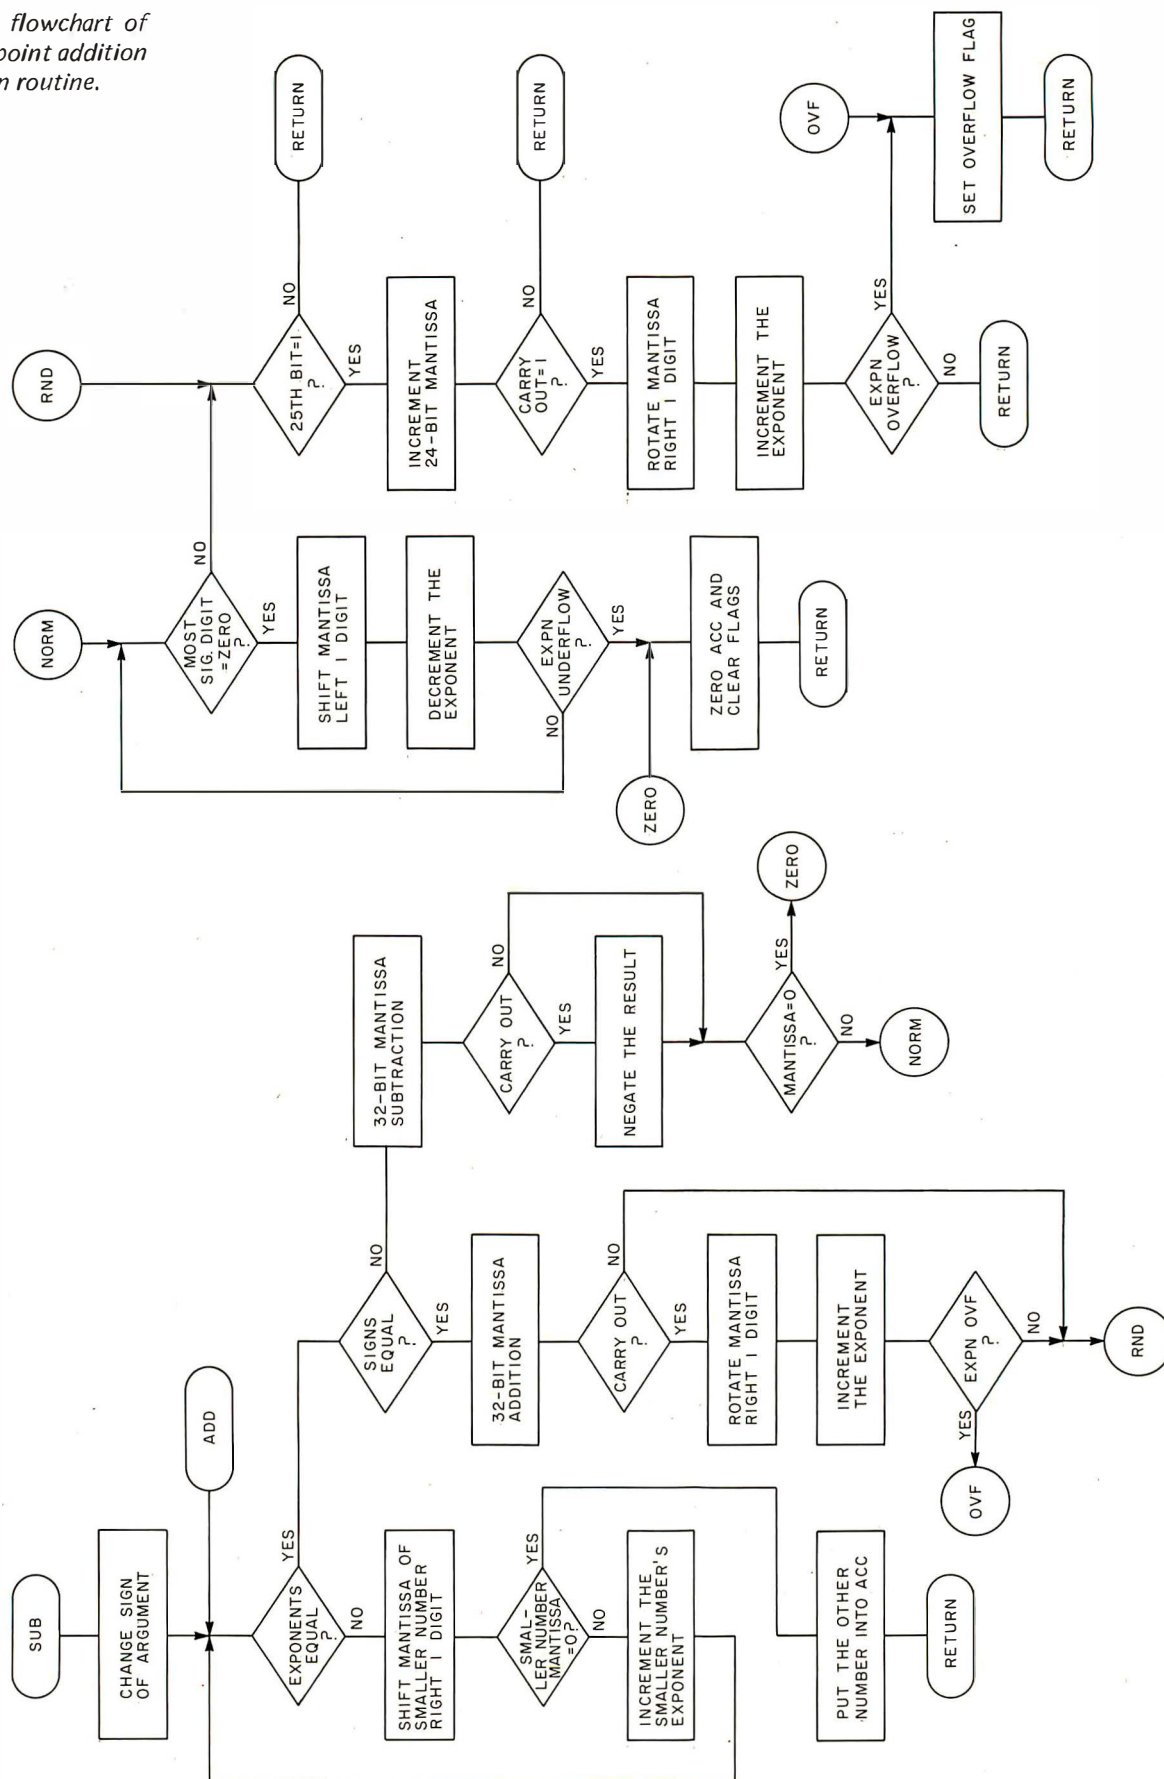 flowchart of
point addition
n routine.
SUB
CHANGE SIGN
OF ARGUMENT
ADD
EXPONENTS
EQUAL
?
YES
NO
SHIFT MANTISSA OF
SMALLER NUMBER
RIGHT 1 DIGIT
SMAL-
LER NUMBER
MANTISSA
=0?
YES
NO
INCREMENT THE
SMALLER NUMBER'S
EXPONENT
PUT THE OTHER
NUMBER INTO ACC
RETURN
SIGNS
EQUAL
?
NO
YES
32-BIT MANTISSA
ADDITION
CARRY OUT
?
NO
YES
ROTATE MANTISSA
RIGHT 1 DIGIT
INCREMENT
THE EXPONENT
EXPN OVF
?
YES
NO
OVF
RND
32-BIT MANTISSA
SUBTRACTION
CARRY OUT
?
NO
YES
NEGATE THE RESULT
MANTISSA=0
?
YES
NO
ZERO
NORM
NORM
MOST
SIG. DIGIT
=ZERO
?
NO
YES
SHIFT MANTISSA
LEFT 1 DIGIT
DECREMENT THE
EXPONENT
EXPN
UNDERFLOW
?
NO
YES
ZERO
ZERO ACC AND
CLEAR FLAGS
RETURN
RND
25TH BIT=1
?
NO
YES
RETURN
INCREMENT
24-BIT MANTISSA
CARRY
OUT=1
?
NO
YES
RETURN
ROTATE MANTISSA
RIGHT 1 DIGIT
INCREMENT THE
EXPONENT
EXPN
OVERFLOW
?
YES
NO
RETURN
OVF
SET OVERFLOW FLAG
RETURN